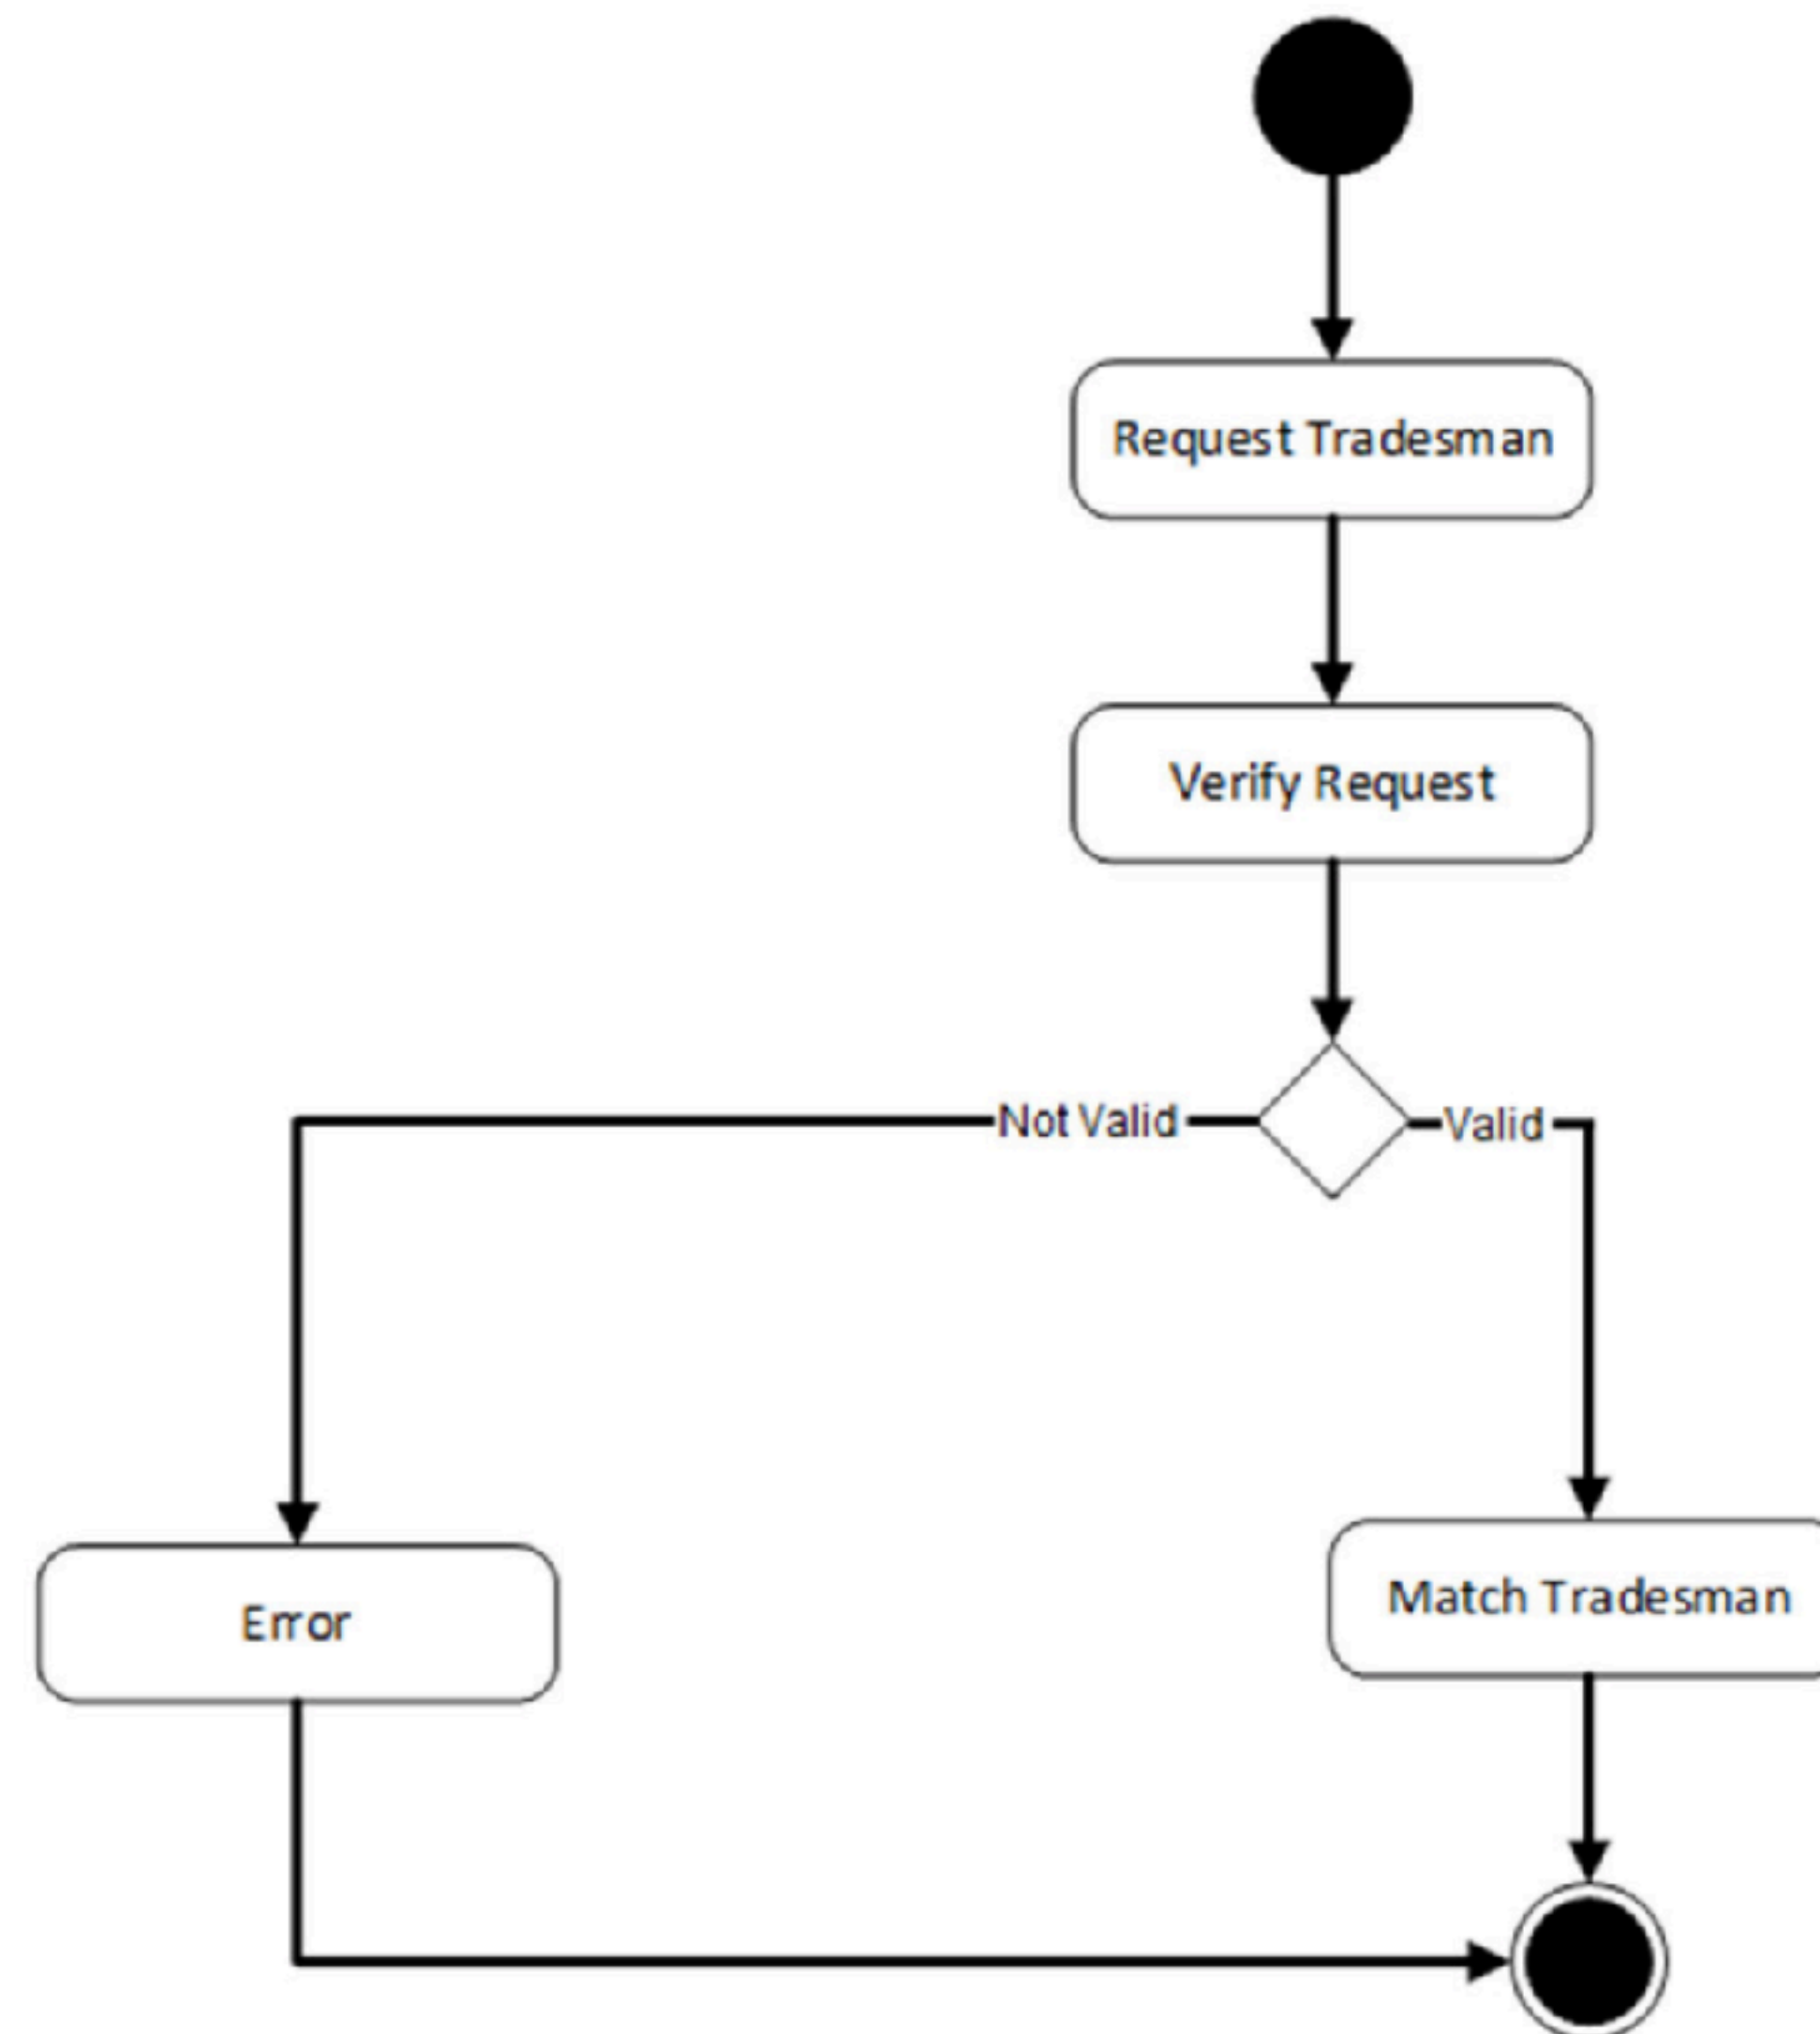 Request Tradesman
Verify Request
Not Valid
Valid
Match Tradesman
Error